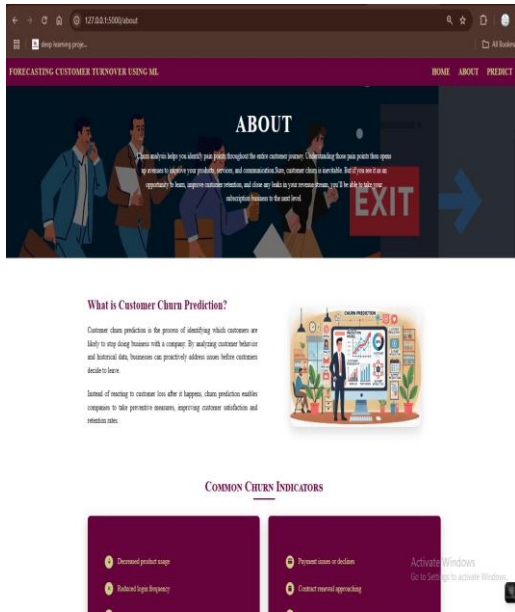 127.0.0.1:5000/about
deep learning proje...
All Bookm
FORECASTING CUSTOMER TURNOVER USING ML
HOME ABOUT PREDICT
ABOUT
Churn analysis helps you identify pain points throughout the entire customer journey. Understanding those pain points then opens
up avenues to improve your products, services, and communication.Sure, customer churn is inevitable. But if you see it as an
opportunity to learn, improve customer retention, and close any leaks in your revenue stream, you'll be able to take your
subscription business to the next level.
EXIT
What is Customer Churn Prediction?
Customer churn prediction is the process of identifying which customers are
likely to stop doing business with a company. By analyzing customer behavior
and historical data, businesses can proactively address issues before customers
decide to leave.
CHURN PREDICTION
Instead of reacting to customer loss after it happens, churn prediction enables
companies to take preventive measures, improving customer satisfaction and
retention rates.
COMMON CHURN INDICATORS
Decreased product usage
Payment issues or declines
Reduced login frequency
Contract renewal approaching
Activate Windows
Go to Settings to activate Windows.